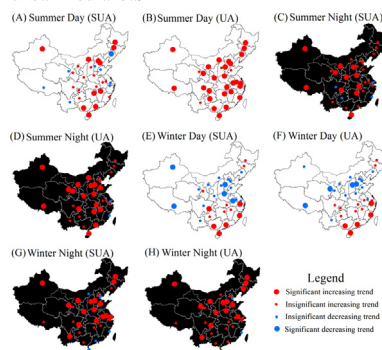 (A) Summer Day (SUA)
(B) Summer Day (UA)
(C) Summer Night (SUA)
(D) Summer Night (UA)
(E) Winter Day (SUA)
(F) Winter Day (UA)
(G) Winter Night (SUA)
(H) Winter Night (UA)
Legend
Significant increasing trend
Insignificant increasing trend
Insignificant decreasing trend
Significant decreasing trend